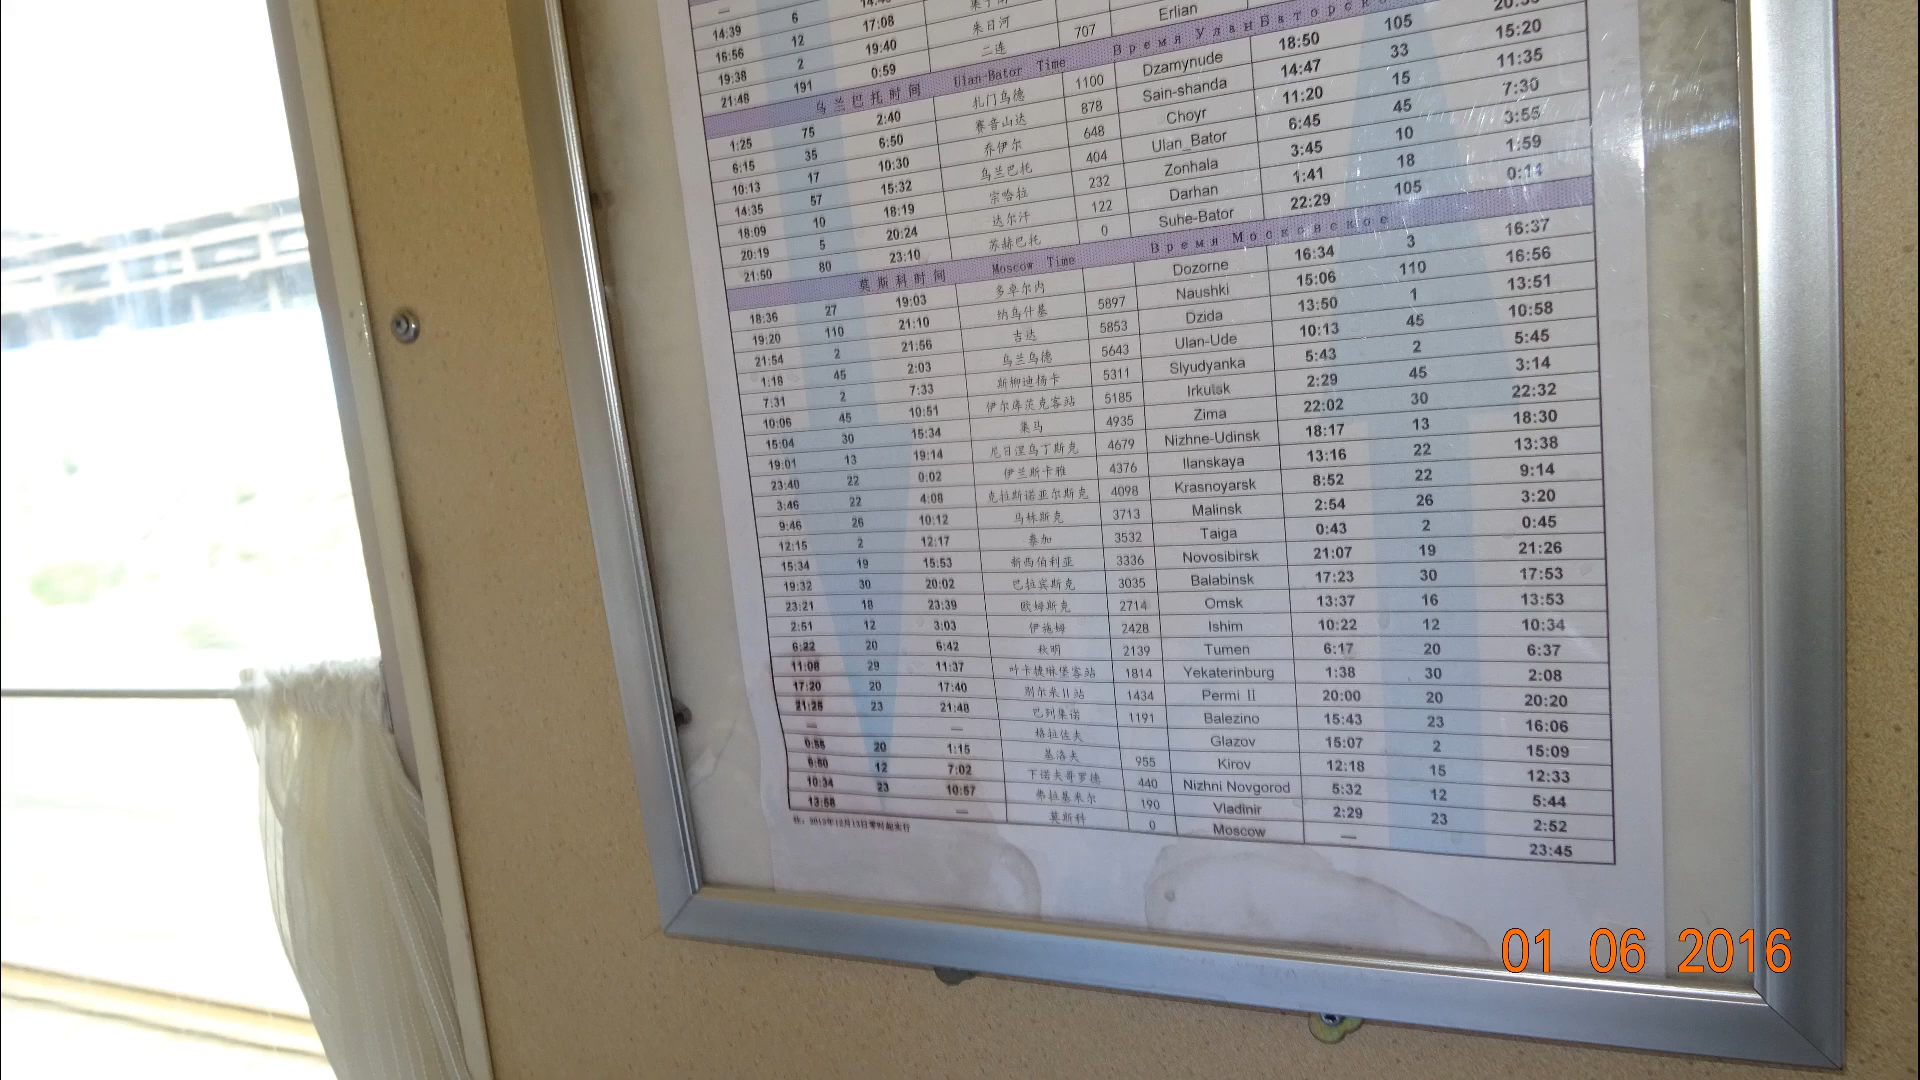 —
14:39 6
16:56 12 17:08
19:38 2 19:40 朱日河
21:48 191 0:59 二连 707 Erlian
乌兰巴托时间 Ulan-Bator Time Время УланБаторское
1:25 75 2:40 扎门乌德 1100 Dzamynude 18:50 105 20:35
6:15 35 6:50 赛音山达 878 Sain-shanda 14:47 33 15:20
10:13 17 10:30 乔伊尔 648 Choyr 11:20 15 11:35
14:35 57 15:32 乌兰巴托 404 Ulan_Bator 6:45 45 7:30
18:09 10 18:19 宗哈拉 232 Zonhala 3:45 10 3:55
20:19 5 20:24 达尔汗 122 Darhan 1:41 18 1:59
21:50 80 23:10 苏赫巴托 0 Suhe-Bator 22:29 105 0:14
莫斯科时间 Moscow Time Время Московское
18:36 27 19:03 多卓尔内 Dozorne 16:34 3 16:37
19:20 110 21:10 纳乌什基 5897 Naushki 15:06 110 16:56
21:54 2 21:56 吉达 5853 Dzida 13:50 1 13:51
1:18 45 2:03 乌兰乌德 5643 Ulan-Ude 10:13 45 10:58
7:31 2 7:33 斯柳迪杨卡 5311 Slyudyanka 5:43 2 5:45
10:06 45 10:51 伊尔库茨克客站 5185 Irkutsk 2:29 45 3:14
15:04 30 15:34 集马 4935 Zima 22:02 30 22:32
19:01 13 19:14 尼日涅乌丁斯克 4679 Nizhne-Udinsk 18:17 13 18:30
23:40 22 0:02 伊兰斯卡雅 4376 Ilanskaya 13:16 22 13:38
3:46 22 4:08 克拉斯诺亚尔斯克 4098 Krasnoyarsk 8:52 22 9:14
9:46 26 10:12 马林斯克 3713 Malinsk 2:54 26 3:20
12:15 2 12:17 泰加 3532 Taiga 0:43 2 0:45
15:34 19 15:53 新西伯利亚 3336 Novosibirsk 21:07 19 21:26
19:32 30 20:02 巴拉宾斯克 3035 Balabinsk 17:23 30 17:53
23:21 18 23:39 欧姆斯克 2714 Omsk 13:37 16 13:53
2:51 12 3:03 伊施姆 2428 Ishim 10:22 12 10:34
6:22 20 6:42 秋明 2139 Tumen 6:17 20 6:37
11:08 29 11:37 叶卡捷琳堡客站 1814 Yekaterinburg 1:38 30 2:08
17:20 20 17:40 别尔米II站 1434 Permi II 20:00 20 20:20
21:25 23 21:48 巴列集诺 1191 Balezino 15:43 23 16:06
— — 格拉佐夫 Glazov 15:07 2 15:09
0:55 20 1:15 基洛夫 955 Kirov 12:18 15 12:33
6:50 12 7:02 下诺夫哥罗德 440 Nizhni Novgorod 5:32 12 5:44
10:34 23 10:57 弗拉基米尔 190 Vladinir 2:29 23 2:52
13:58 — 莫斯科 0 Moscow — 23:45
注：2015年12月13日零时起实行
01 06 2016